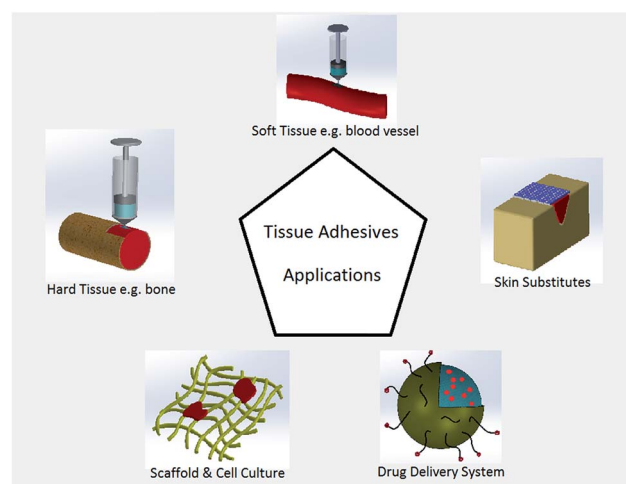 Soft Tissue e.g. blood vessel
Hard Tissue e.g. bone
Tissue Adhesives
Applications
Skin Substitutes
Scaffold & Cell Culture
Drug Delivery System